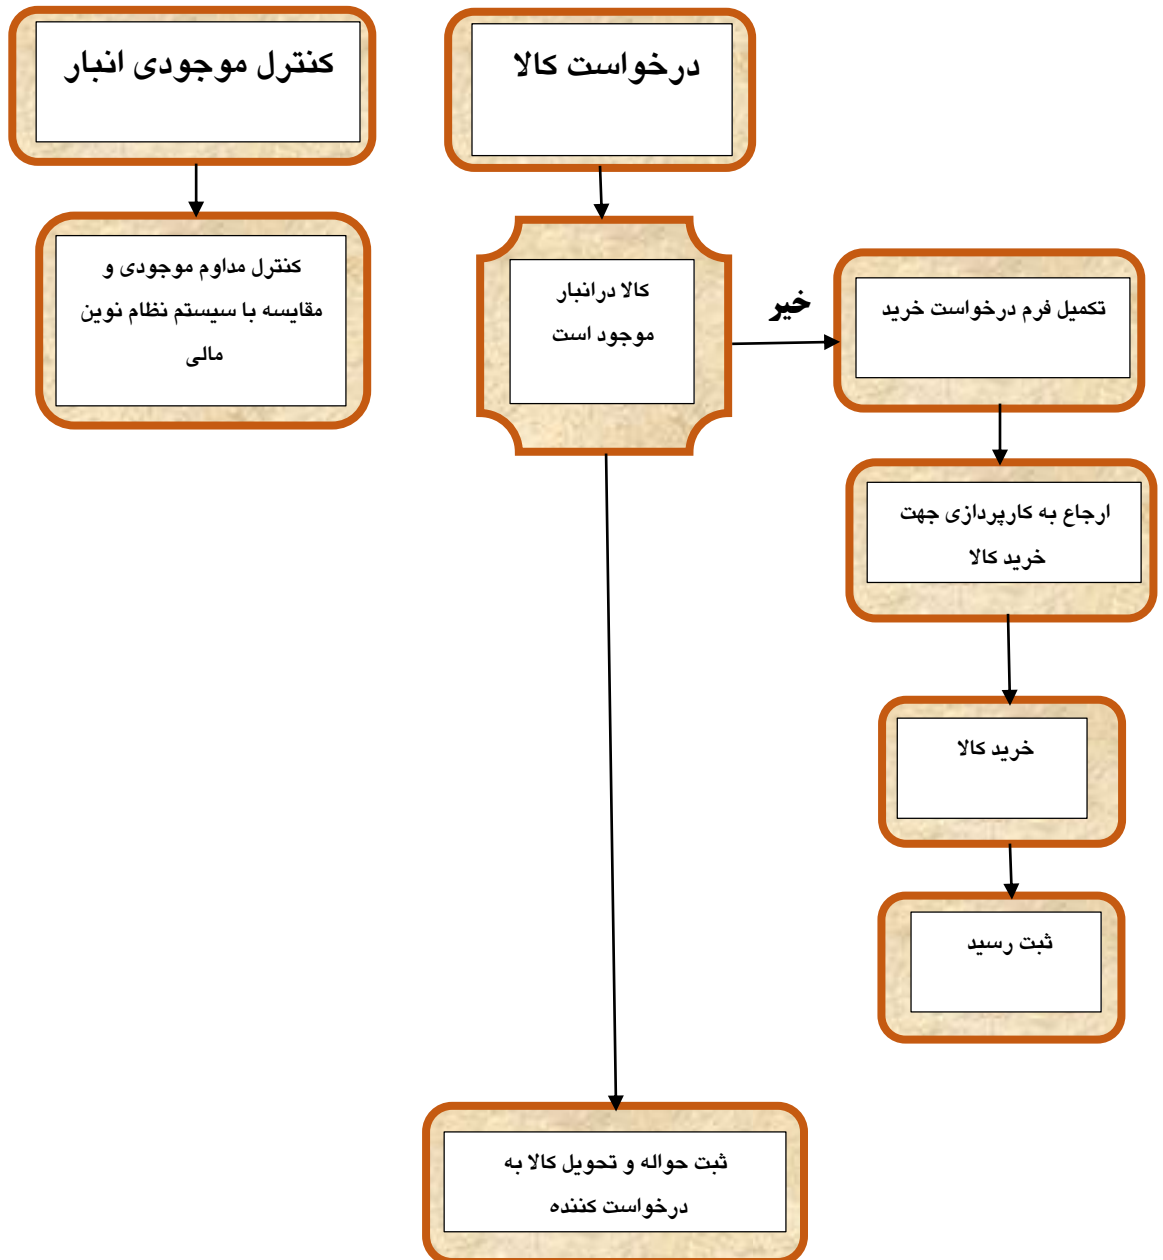 درخواست کالا
کنترل موجودی انبار
کنترل مداوم موجودی و
مقایسه با سیستم نظام نوین
مالی
کالا درانبار
موجود است
خیر
تکمیل فرم درخواست خرید
ارجاع به کارپردازی جهت
خرید کالا
خرید کالا
ثبت رسید
ثبت حواله و تحویل کالا به
درخواست کننده